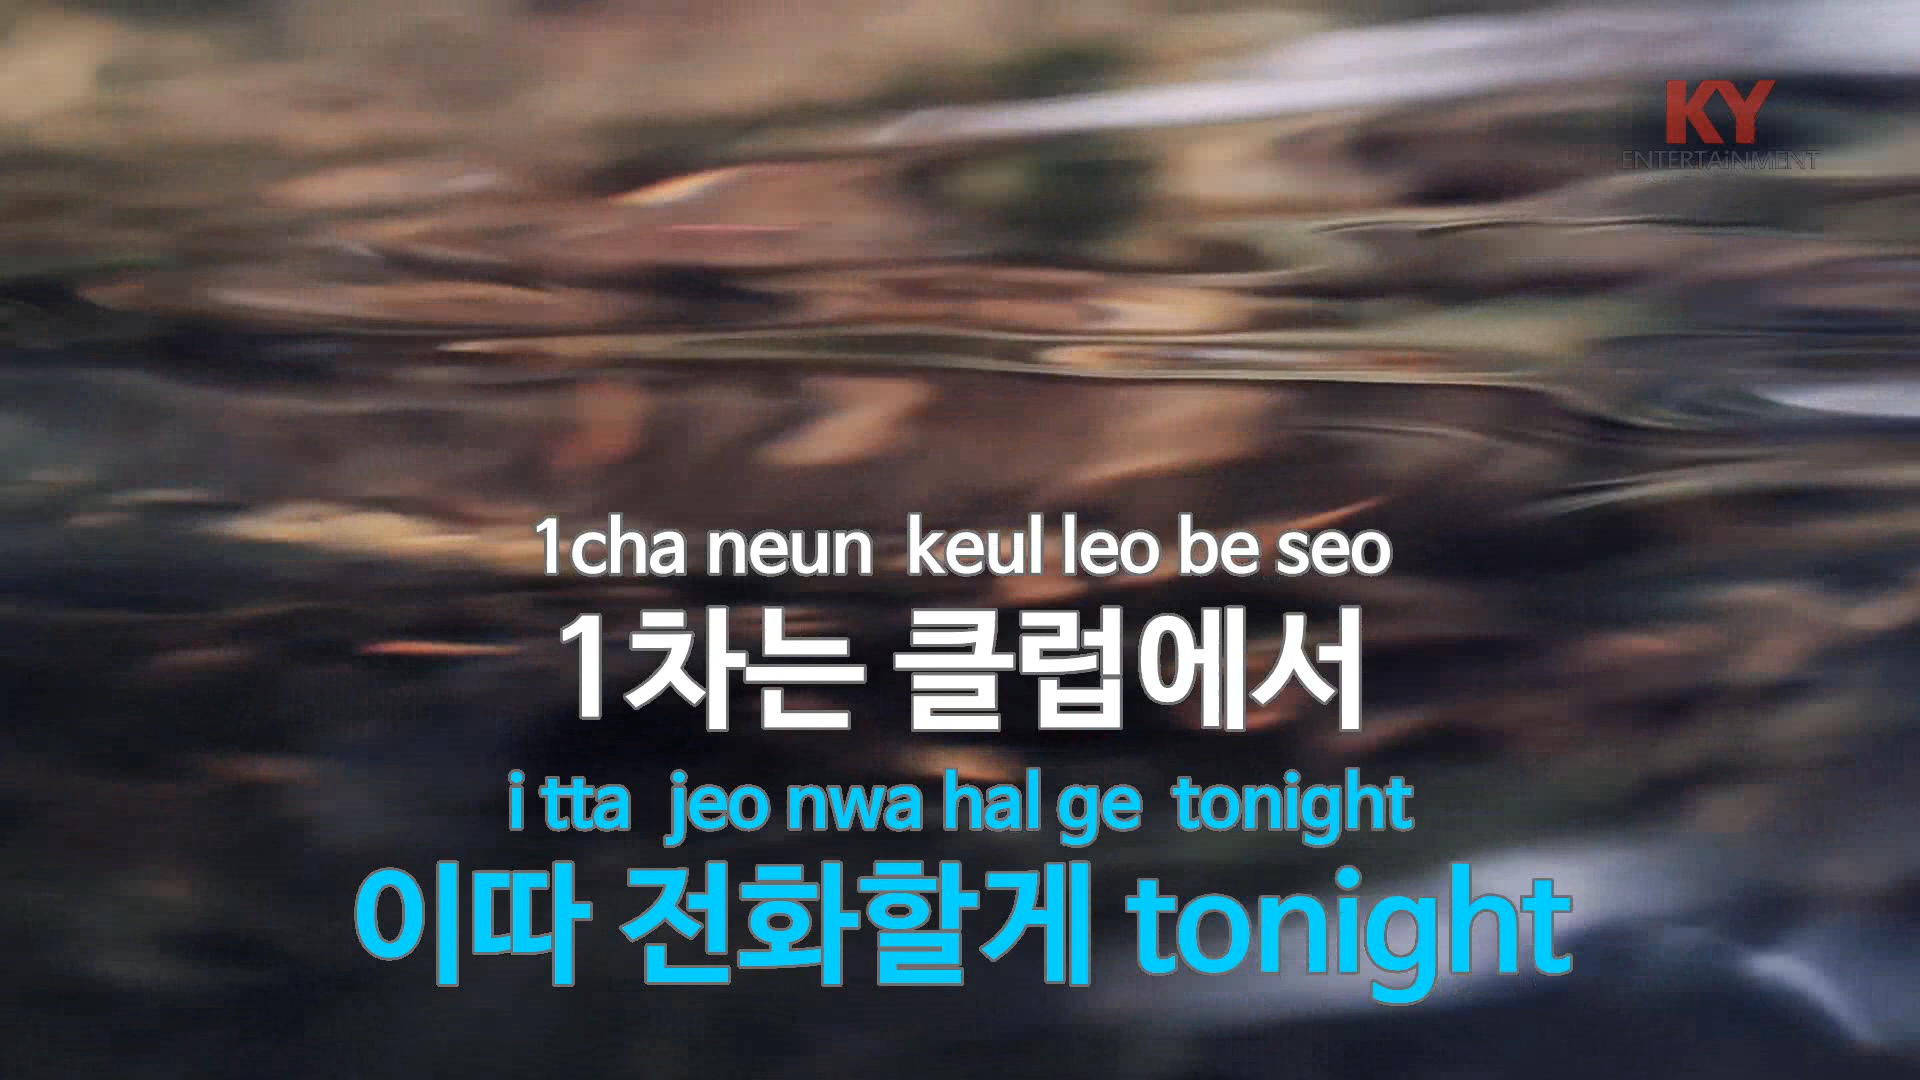 KY
ENTERTAiNMENT
1cha neun keul leo be seo
1차는 클럽에서
i tta jeo nwa hal ge tonight
이따 전화할게 tonight